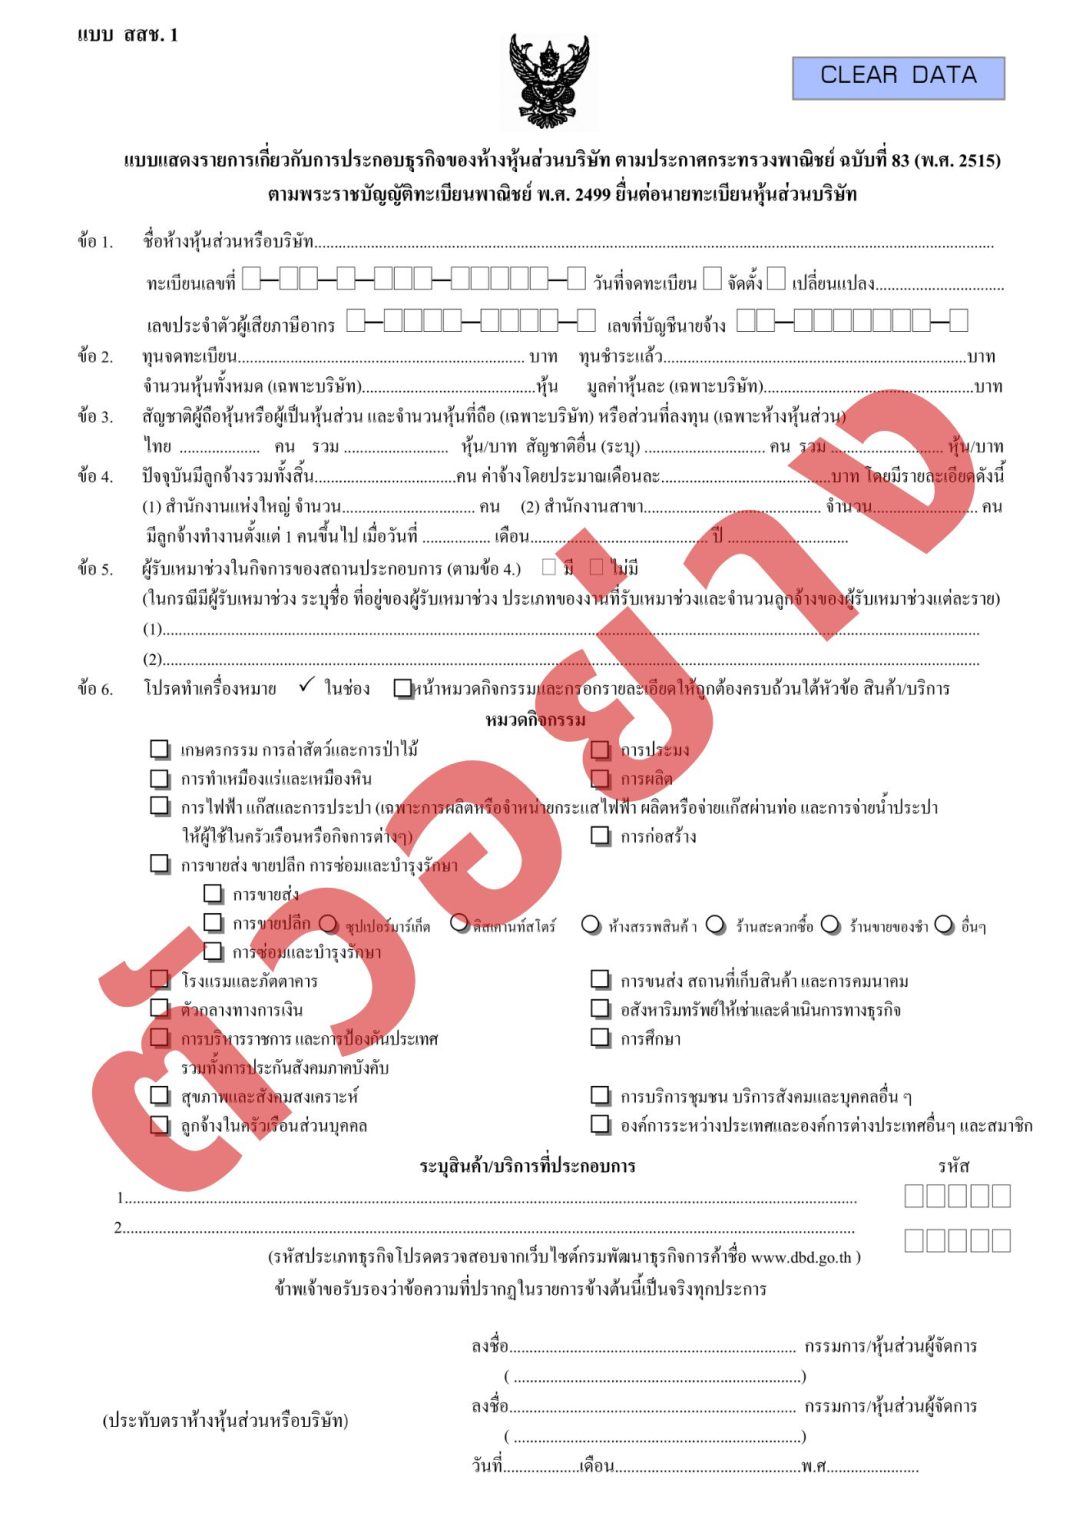 แบบ สสช. 1
CLEAR DATA
แบบแสดงรายการเกี่ยวกับการประกอบธุรกิจของห้างหุ้นส่วนบริษัท ตามประกาศกระทรวงพาณิชย์ ฉบับที่ 83 (พ.ศ. 2515)
ตามพระราชบัญญัติทะเบียนพาณิชย์ พ.ศ. 2499 ยื่นต่อนายทะเบียนหุ้นส่วนบริษัท
ข้อ 1. ชื่อห้างหุ้นส่วนหรือบริษัท
ทะเบียนเลขที่ วันที่จดทะเบียน จัดตั้ง เปลี่ยนแปลง
เลขประจำตัวผู้เสียภาษีอากร เลขที่บัญชีนายจ้าง
ข้อ 2. ทุนจดทะเบียน บาท ทุนชำระแล้ว บาท
จำนวนหุ้นทั้งหมด (เฉพาะบริษัท) หุ้น มูลค่าหุ้นละ (เฉพาะบริษัท) บาท
ข้อ 3. สัญชาติผู้ถือหุ้นหรือผู้เป็นหุ้นส่วน และจำนวนหุ้นที่ถือ (เฉพาะบริษัท) หรือส่วนที่ลงทุน (เฉพาะห้างหุ้นส่วน)
ไทย คน รวม หุ้น/บาท สัญชาติอื่น (ระบุ) คน รวม หุ้น/บาท
ข้อ 4. ปัจจุบันมีลูกจ้างรวมทั้งสิ้น คน ค่าจ้างโดยประมาณเดือนละ บาท โดยมีรายละเอียดดังนี้
(1) สำนักงานแห่งใหญ่ จำนวน คน (2) สำนักงานสาขา จำนวน คน
มีลูกจ้างทำงานตั้งแต่ 1 คนขึ้นไป เมื่อวันที่ เดือน ปี
ข้อ 5. ผู้รับเหมาช่วงในกิจการของสถานประกอบการ (ตามข้อ 4.) มี ไม่มี
(ในกรณีมีผู้รับเหมาช่วง ระบุชื่อ ที่อยู่ของผู้รับเหมาช่วง ประเภทของงานที่รับเหมาช่วงและจำนวนลูกจ้างของผู้รับเหมาช่วงแต่ละราย)
(1)
(2)
ข้อ 6. โปรดทำเครื่องหมาย ✓ ในช่อง หน้าหมวดกิจกรรมและกรอกรายละเอียดให้ถูกต้องครบถ้วนใต้หัวข้อ สินค้า/บริการ
หมวดกิจกรรม
เกษตรกรรม การล่าสัตว์และการป่าไม้ การประมง
การทำเหมืองแร่และเหมืองหิน การผลิต
การไฟฟ้า แก๊สและการประปา (เฉพาะการผลิตหรือจำหน่ายกระแสไฟฟ้า ผลิตหรือจ่ายแก๊สผ่านท่อ และการจ่ายน้ำประปา
ให้ผู้ใช้ในครัวเรือนหรือกิจการต่างๆ) การก่อสร้าง
การขายส่ง ขายปลีก การซ่อมและบำรุงรักษา
การขายส่ง
การขายปลีก ซุปเปอร์มาร์เก็ต ดิสเคานท์สโตร์ ห้างสรรพสินค้า ร้านสะดวกซื้อ ร้านขายของชำ อื่นๆ
การซ่อมและบำรุงรักษา
โรงแรมและภัตตาคาร การขนส่ง สถานที่เก็บสินค้า และการคมนาคม
ตัวกลางทางการเงิน อสังหาริมทรัพย์ให้เช่าและดำเนินการทางธุรกิจ
การบริหารราชการ และการป้องกันประเทศ การศึกษา
รวมทั้งการประกันสังคมภาคบังคับ
สุขภาพและสังคมสงเคราะห์ การบริการชุมชน บริการสังคมและบุคคลอื่น ๆ
ลูกจ้างในครัวเรือนส่วนบุคคล องค์การระหว่างประเทศและองค์การต่างประเทศอื่นๆ และสมาชิก
ระบุสินค้า/บริการที่ประกอบการ รหัส
1.
2.
(รหัสประเภทธุรกิจโปรดตรวจสอบจากเว็บไซต์กรมพัฒนาธุรกิจการค้าชื่อ www.dbd.go.th )
ข้าพเจ้าขอรับรองว่าข้อความที่ปรากฏในรายการข้างต้นนี้เป็นจริงทุกประการ
ลงชื่อ กรรมการ/หุ้นส่วนผู้จัดการ
( )
ลงชื่อ กรรมการ/หุ้นส่วนผู้จัดการ
(ประทับตราห้างหุ้นส่วนหรือบริษัท)
( )
วันที่ เดือน พ.ศ.
ตัวอย่าง